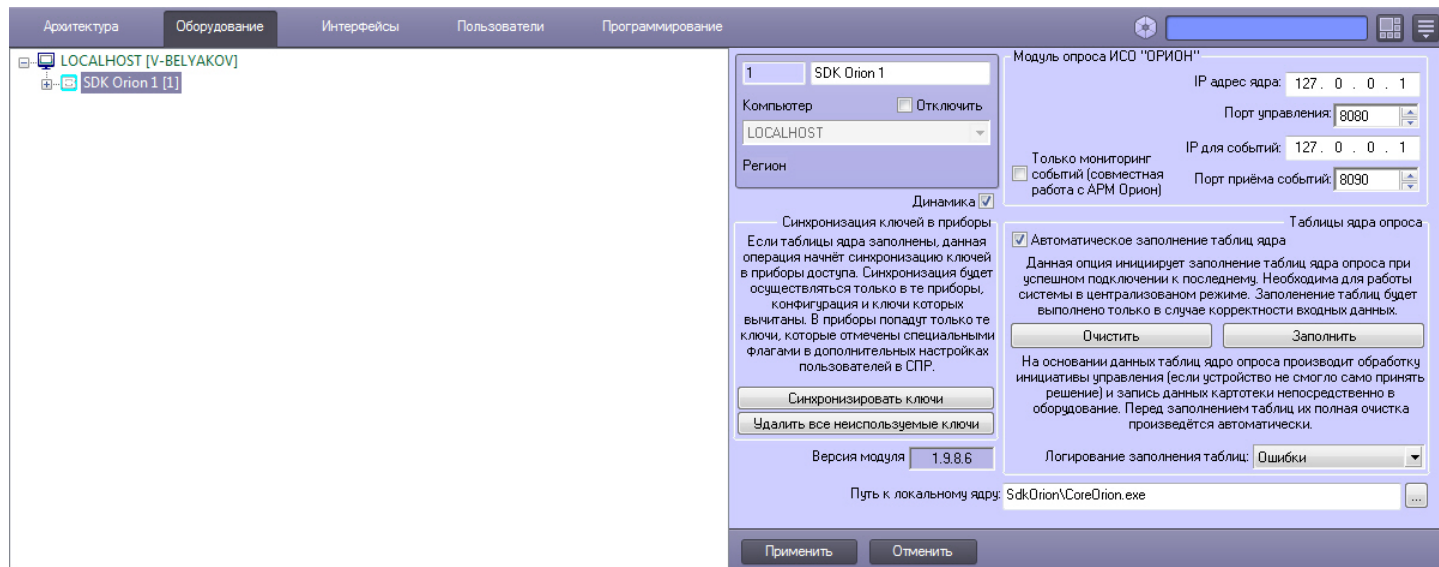 Архитектура Оборудование Интерфейсы Пользователи Программирование
LOCALHOST [V-BELYAKOV]
SDK Orion 1 [1]
1 SDK Orion 1
Компьютер Отключить
LOCALHOST
Регион
Динамика
Синхронизация ключей в приборы
Если таблицы ядра заполнены, данная
операция начнёт синхронизацию ключей
в приборы доступа. Синхронизация будет
осуществляться только в те приборы,
конфигурация и ключи которых
вычитаны. В приборы попадут только те
ключи, которые отмечены специальными
флагами в дополнительных настройках
пользователей в СПР.
Синхронизировать ключи
Удалить все неиспользуемые ключи
Версия модуля 1.9.8.6
Модуль опроса ИСО "ОРИОН"
IP адрес ядра: 127. 0 . 0 . 1
Порт управления: 8080
IP для событий: 127. 0 . 0 . 1
Только мониторинг
событий (совместная
работа с АРМ Орион)
Порт приёма событий: 8090
Таблицы ядра опроса
Автоматическое заполнение таблиц ядра
Данная опция инициирует заполнение таблиц ядра опроса при
успешном подключении к последнему. Необходима для работы
системы в централизованом режиме. Заполенение таблиц будет
выполнено только в случае корректности входных данных.
Очистить Заполнить
На основании данных таблиц ядро опроса производит обработку
инициативы управления (если устройство не смогло само принять
решение) и запись данных картотеки непосредственно в
оборудование. Перед заполнением таблиц их полная очистка
произведётся автоматически.
Логирование заполнения таблиц: Ошибки
Путь к локальному ядру: SdkOrion\CoreOrion.exe ...
Применить Отменить